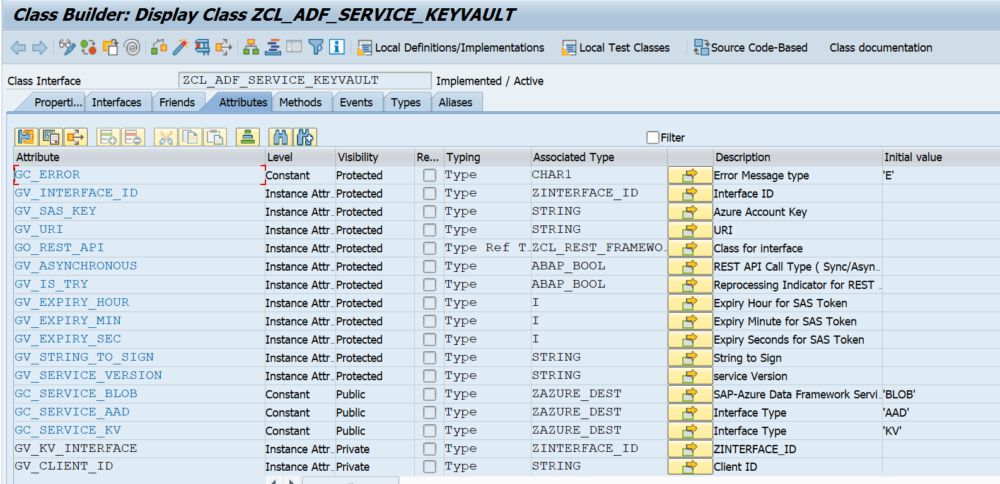 Class Builder: Display Class ZCL_ADF_SERVICE_KEYVAULT
Local Definitions/Implementations Local Test Classes Source Code-Based Class documentation
Class Interface ZCL_ADF_SERVICE_KEYVAULT Implemented / Active
Properti... Interfaces Friends Attributes Methods Events Types Aliases
Filter
Attribute Level Visibility Re... Typing Associated Type Description Initial value
GC_ERROR Constant Protected Type CHAR1 Error Message type 'E'
GV_INTERFACE_ID Instance Attr... Protected Type ZINTERFACE_ID Interface ID
GV_SAS_KEY Instance Attr... Protected Type STRING Azure Account Key
GV_URI Instance Attr... Protected Type STRING URI
GO_REST_API Instance Attr... Protected Type Ref T... ZCL_REST_FRAMEWO... Class for interface
GV_ASYNCHRONOUS Instance Attr... Protected Type ABAP_BOOL REST API Call Type ( Sync/Asyn...
GV_IS_TRY Instance Attr... Protected Type ABAP_BOOL Reprocessing Indicator for REST ...
GV_EXPIRY_HOUR Instance Attr... Protected Type I Expiry Hour for SAS Token
GV_EXPIRY_MIN Instance Attr... Protected Type I Expiry Minute for SAS Token
GV_EXPIRY_SEC Instance Attr... Protected Type I Expiry Seconds for SAS Token
GV_STRING_TO_SIGN Instance Attr... Protected Type STRING String to Sign
GV_SERVICE_VERSION Instance Attr... Protected Type STRING service Version
GC_SERVICE_BLOB Constant Public Type ZAZURE_DEST SAP-Azure Data Framework Servi... 'BLOB'
GC_SERVICE_AAD Constant Public Type ZAZURE_DEST Interface Type 'AAD'
GC_SERVICE_KV Constant Public Type ZAZURE_DEST Interface Type 'KV'
GV_KV_INTERFACE Instance Attr... Private Type ZINTERFACE_ID ZINTERFACE_ID
GV_CLIENT_ID Instance Attr... Private Type STRING Client ID